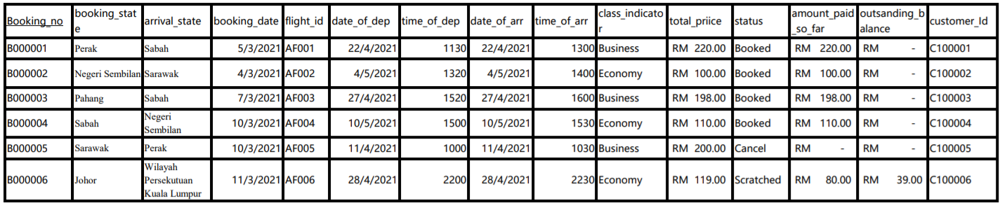 Booking_no booking_stat e arrival_state booking_date flight_id date_of_dep time_of_dep date_of_arr time_of_arr class_indicato r total_priice status amount_paid _so_far outsanding_b alance customer_Id
B000001 Perak Sabah 5/3/2021 AF001 22/4/2021 1130 22/4/2021 1300 Business RM 220.00 Booked RM 220.00 RM - C100001
B000002 Negeri Sembilan Sarawak 4/3/2021 AF002 4/5/2021 1320 4/5/2021 1400 Economy RM 100.00 Booked RM 100.00 RM - C100002
B000003 Pahang Sabah 7/3/2021 AF003 27/4/2021 1520 27/4/2021 1600 Business RM 198.00 Booked RM 198.00 RM - C100003
B000004 Sabah Negeri Sembilan 10/3/2021 AF004 10/5/2021 1500 10/5/2021 1530 Economy RM 110.00 Booked RM 110.00 RM - C100004
B000005 Sarawak Perak 10/3/2021 AF005 11/4/2021 1000 11/4/2021 1030 Business RM 200.00 Cancel RM - RM - C100005
B000006 Johor Wilayah Persekutuan Kuala Lumpur 11/3/2021 AF006 28/4/2021 2200 28/4/2021 2230 Economy RM 119.00 Scratched RM 80.00 RM 39.00 C100006